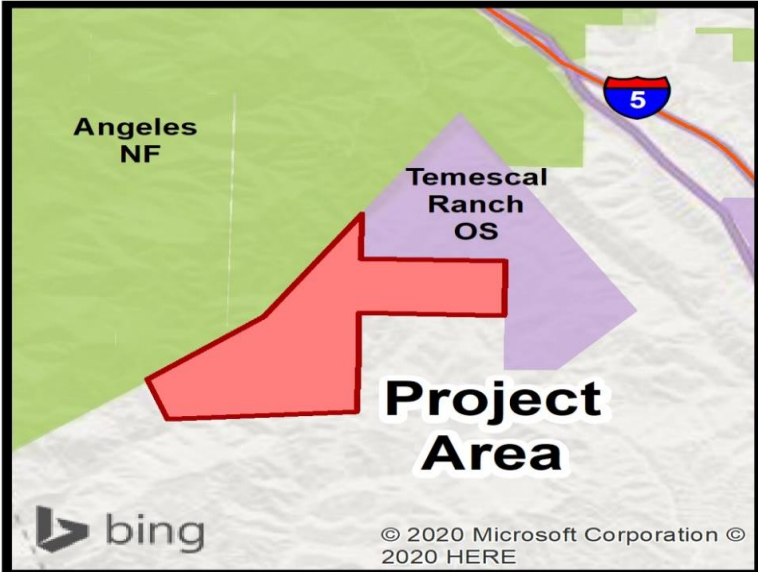 Angeles
NF
5
Temescal
Ranch
OS
Project
Area
bing
© 2020 Microsoft Corporation ©
2020 HERE